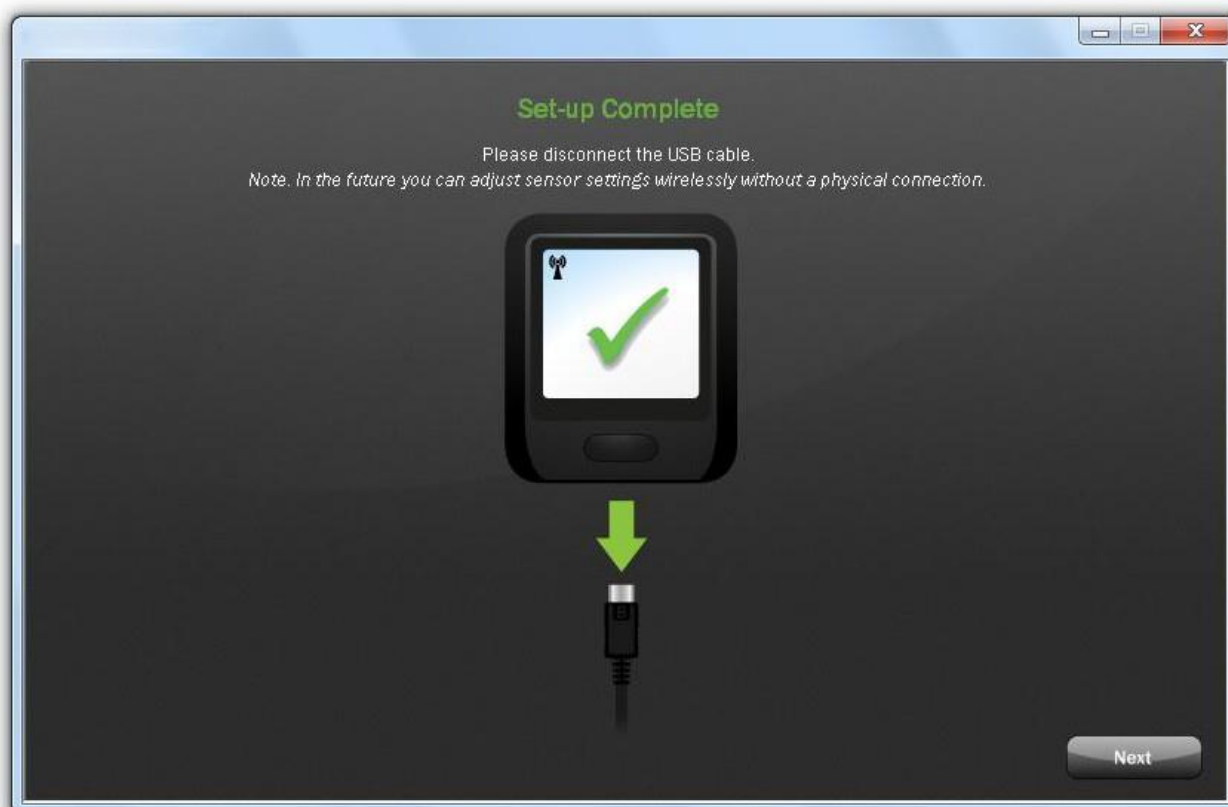 Set-up Complete
Please disconnect the USB cable.
Note. In the future you can adjust sensor settings wirelessly without a physical connection.
Next